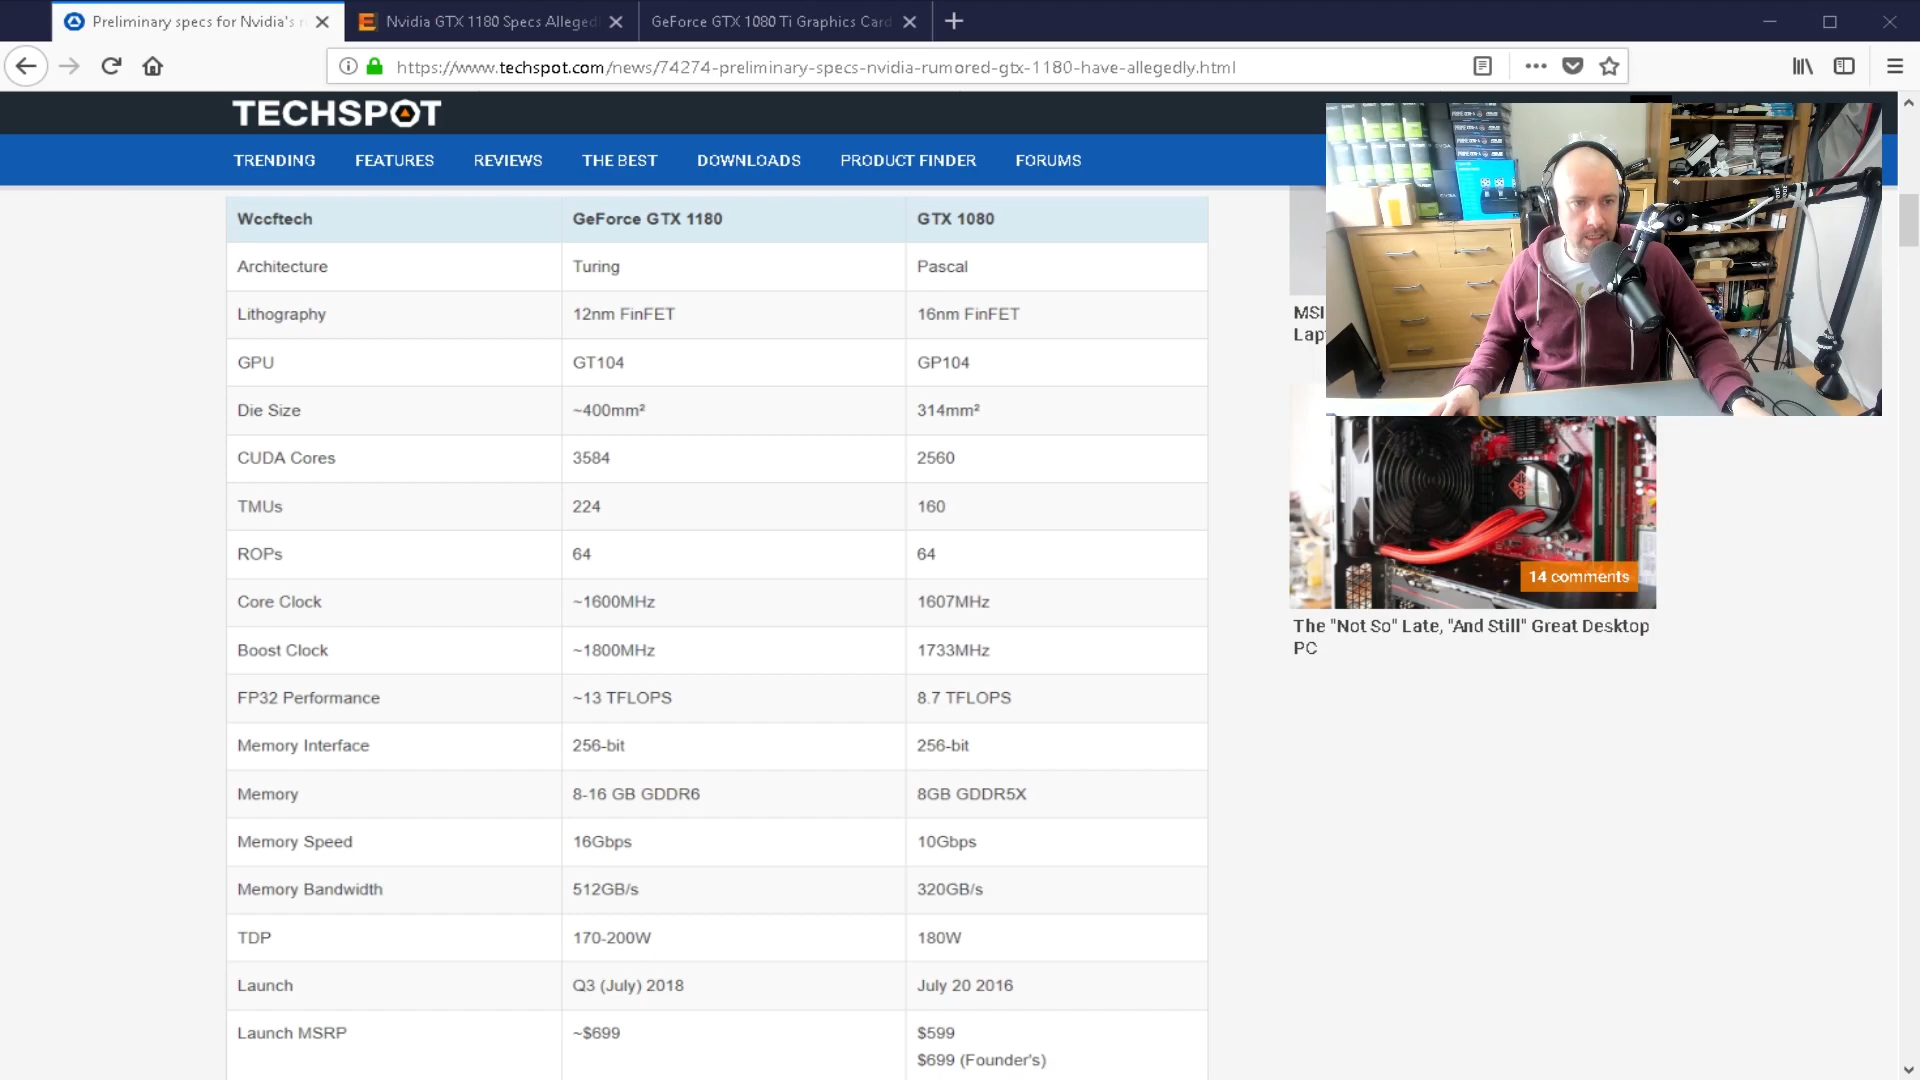 Preliminary specs for Nvidia's r
Nvidia GTX 1180 Specs Alleged
GeForce GTX 1080 Ti Graphics Card
https://www.techspot.com/news/74274-preliminary-specs-nvidia-rumored-gtx-1180-have-allegedly.html
TECHSPOT
TRENDING FEATURES REVIEWS THE BEST DOWNLOADS PRODUCT FINDER FORUMS
Wccftech GeForce GTX 1180 GTX 1080
Architecture Turing Pascal
Lithography 12nm FinFET 16nm FinFET
GPU GT104 GP104
Die Size ~400mm² 314mm²
CUDA Cores 3584 2560
TMUs 224 160
ROPs 64 64
Core Clock ~1600MHz 1607MHz
Boost Clock ~1800MHz 1733MHz
FP32 Performance ~13 TFLOPS 8.7 TFLOPS
Memory Interface 256-bit 256-bit
Memory 8-16 GB GDDR6 8GB GDDR5X
Memory Speed 16Gbps 10Gbps
Memory Bandwidth 512GB/s 320GB/s
TDP 170-200W 180W
Launch Q3 (July) 2018 July 20 2016
Launch MSRP ~$699 $599
$699 (Founder's)
MSI
Lap
14 comments
The "Not So" Late, "And Still" Great Desktop
PC